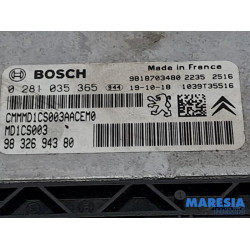 BOSCH
Made in France
9818703480 2235 2516
0 281 035 365 944 19-10-18 1039T35516
CMMMD1CS003AACEM0
MD1CS003
98 326 943 80
MARESIA